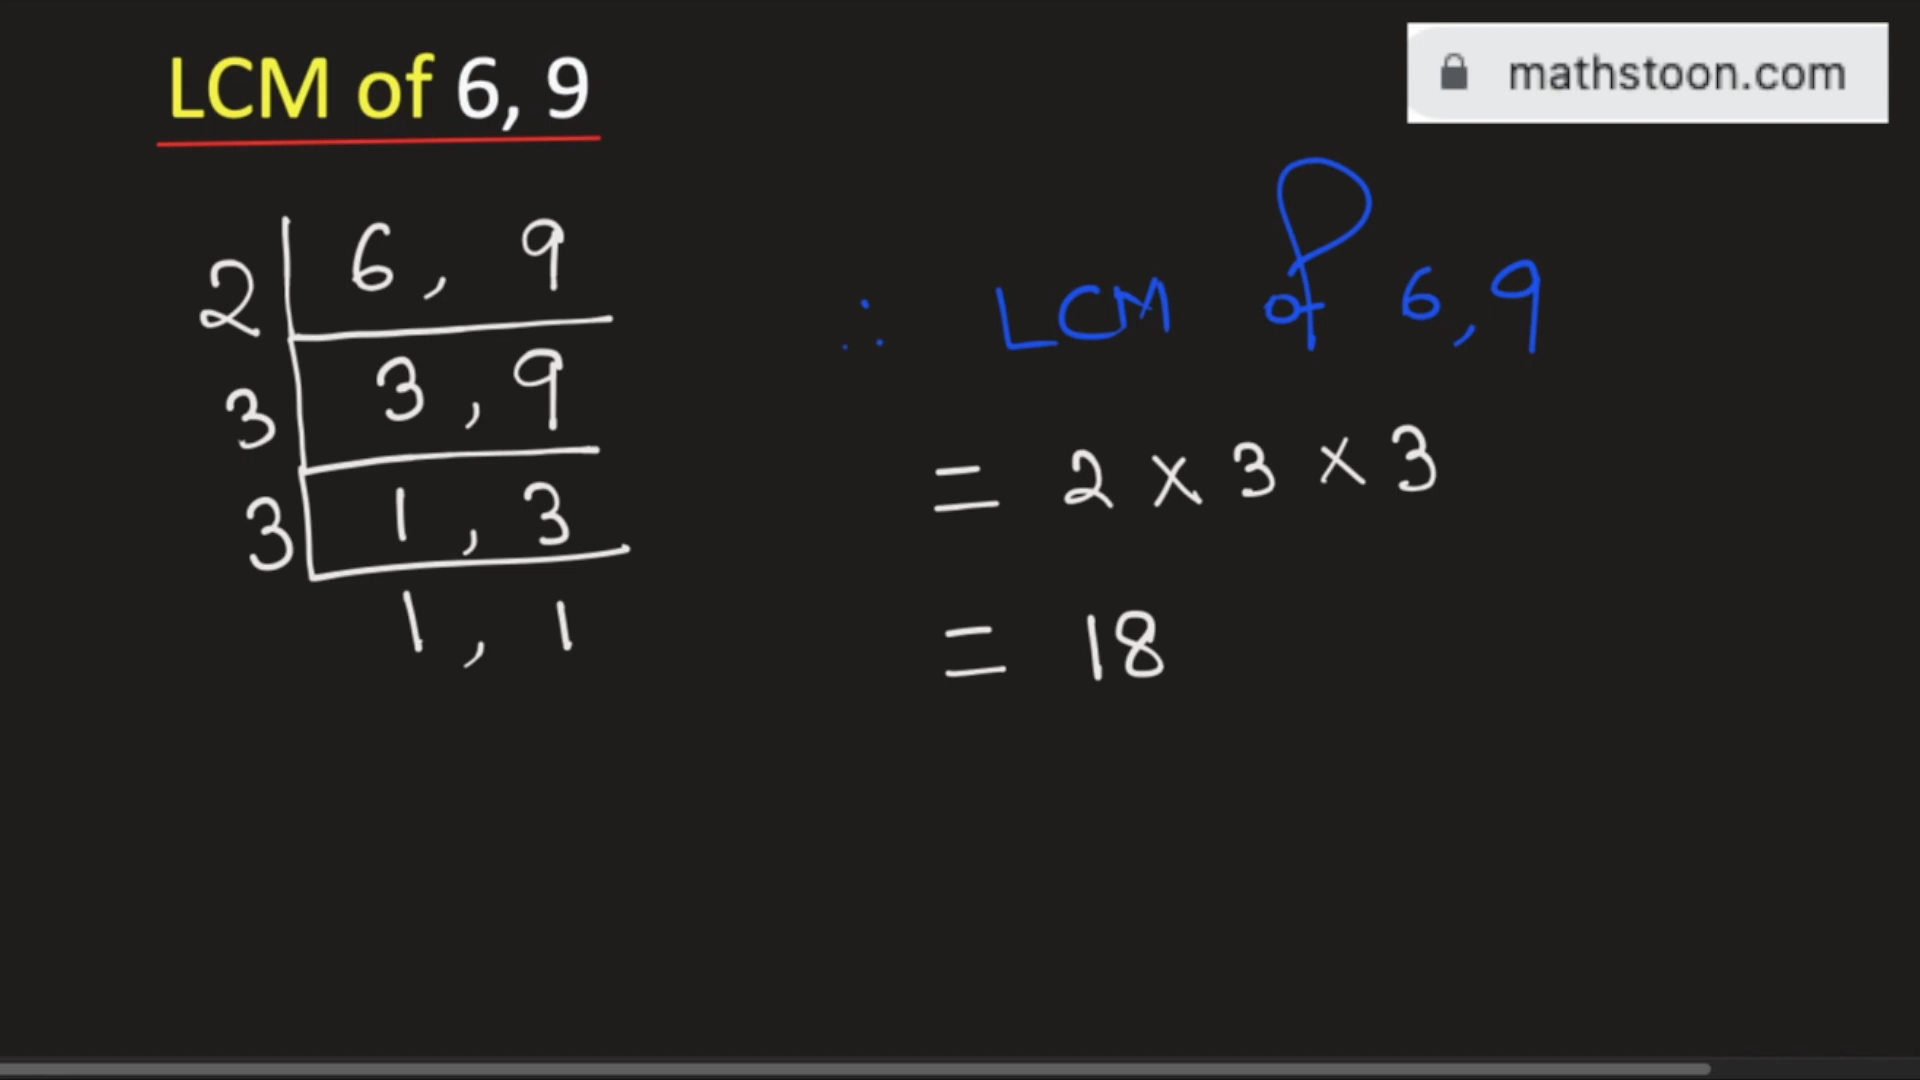 LCM of 6, 9
mathstoon.com
2 | 6, 9
3 | 3, 9
3 | 1, 3
1, 1
∴ LCM of 6, 9
= 2 × 3 × 3
= 18